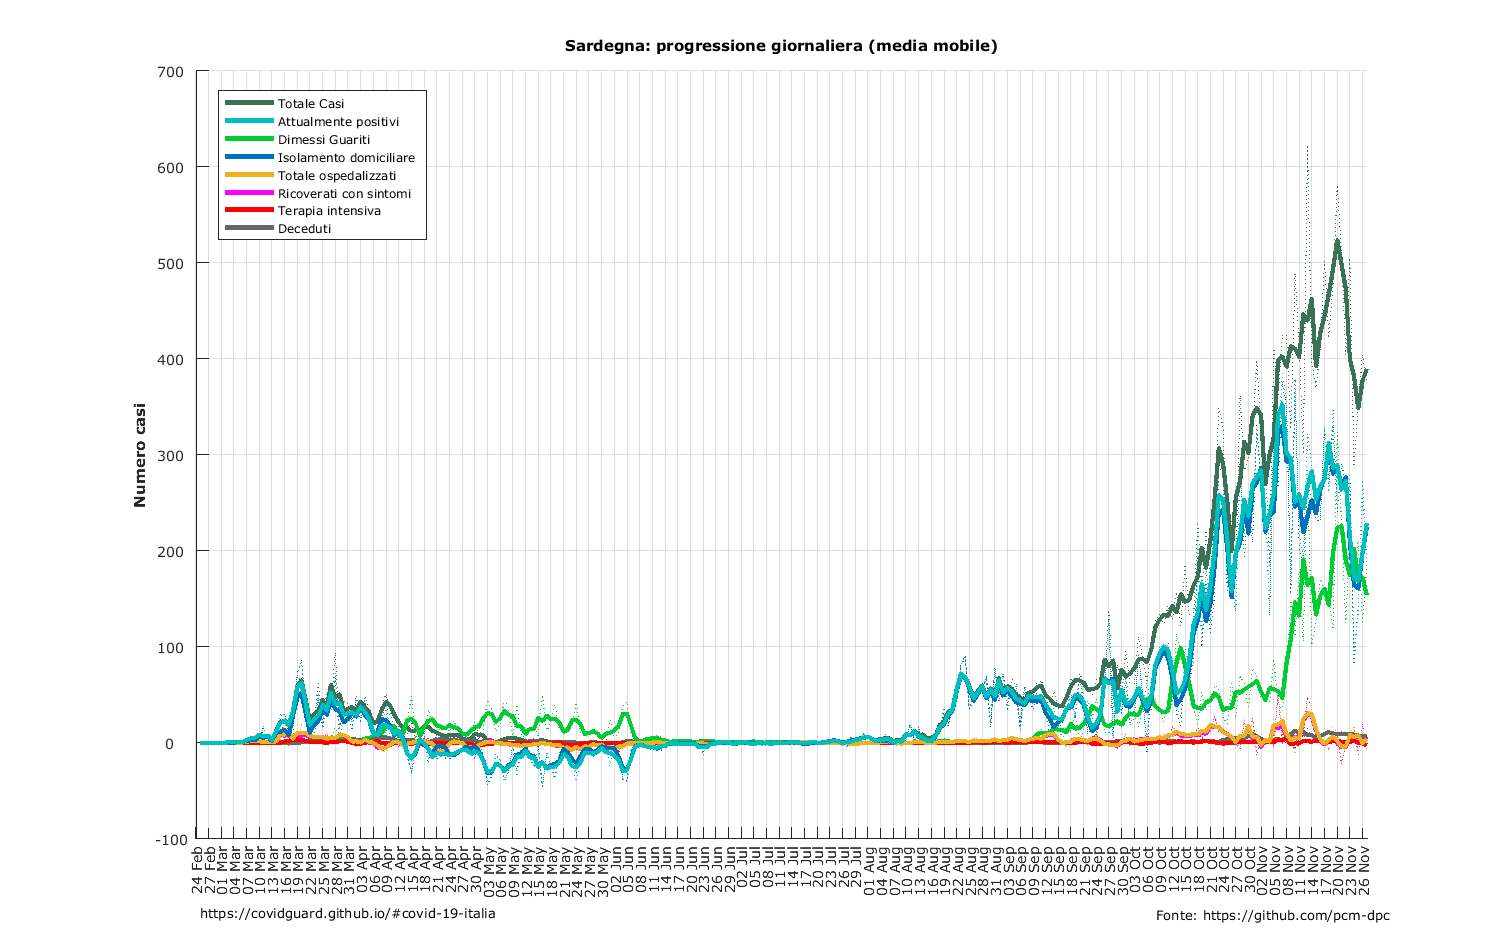 Sardegna: progressione giornaliera (media mobile)
700
600
500
400
300
200
100
0
-100
Numero casi
Totale Casi
Attualmente positivi
Dimessi Guariti
Isolamento domiciliare
Totale ospedalizzati
Ricoverati con sintomi
Terapia intensiva
Deceduti
24 Feb
27 Feb
01 Mar
04 Mar
07 Mar
10 Mar
13 Mar
16 Mar
19 Mar
22 Mar
25 Mar
28 Mar
31 Mar
03 Apr
06 Apr
09 Apr
12 Apr
15 Apr
18 Apr
21 Apr
24 Apr
27 Apr
30 Apr
03 May
06 May
09 May
12 May
15 May
18 May
21 May
24 May
27 May
30 May
02 Jun
05 Jun
08 Jun
11 Jun
14 Jun
17 Jun
20 Jun
23 Jun
26 Jun
29 Jun
02 Jul
05 Jul
08 Jul
11 Jul
14 Jul
17 Jul
20 Jul
23 Jul
26 Jul
29 Jul
01 Aug
04 Aug
07 Aug
10 Aug
13 Aug
16 Aug
19 Aug
22 Aug
25 Aug
28 Aug
31 Aug
03 Sep
06 Sep
09 Sep
12 Sep
15 Sep
18 Sep
21 Sep
24 Sep
27 Sep
30 Sep
03 Oct
06 Oct
09 Oct
12 Oct
15 Oct
18 Oct
21 Oct
24 Oct
27 Oct
30 Oct
02 Nov
05 Nov
08 Nov
11 Nov
14 Nov
17 Nov
20 Nov
23 Nov
26 Nov
https://covidguard.github.io/#covid-19-italia
Fonte: https://github.com/pcm-dpc